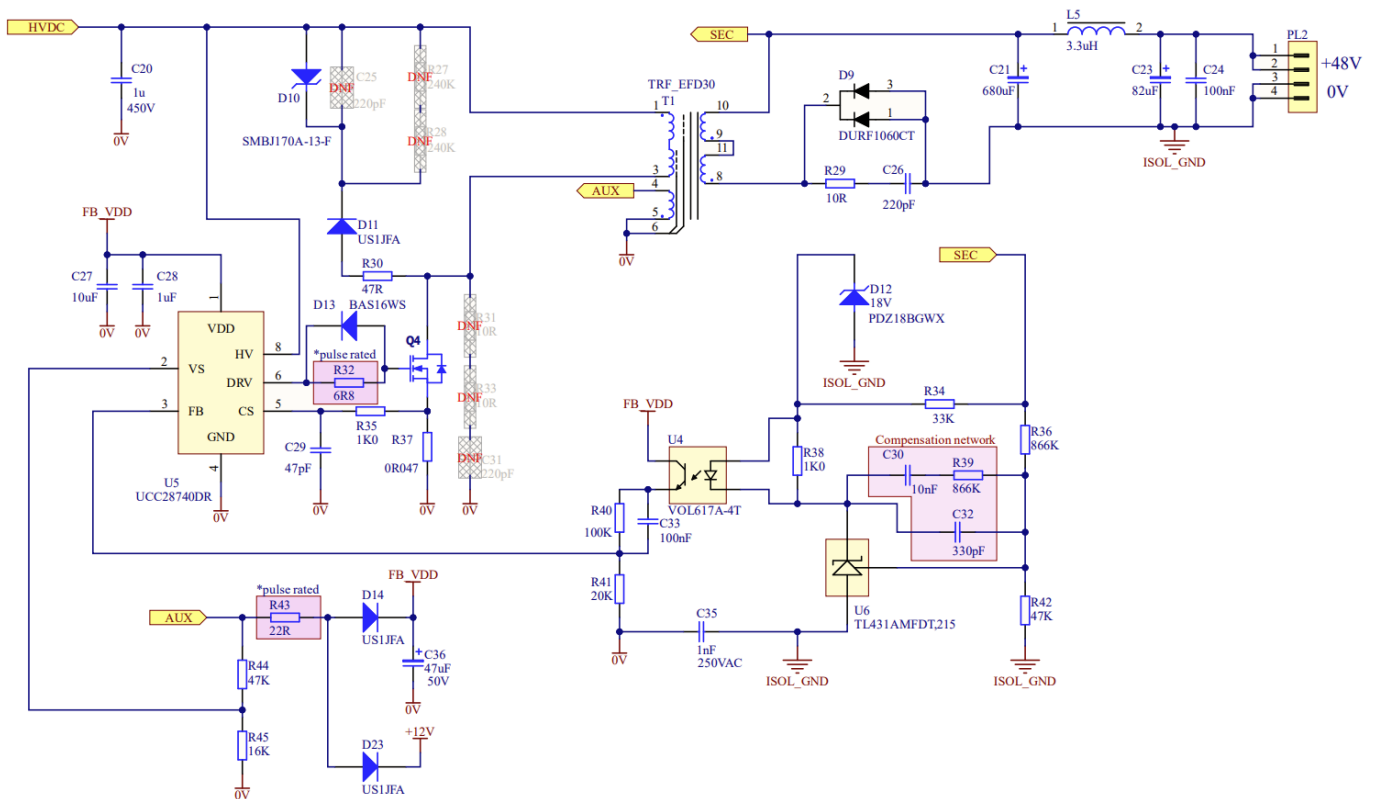 HVDC
SEC
L5
1 2
3.3uH
PL2
C20
1u
450V
0V
D10
SMBJ170A-13-F
C25
DNF
220pF
R27
DNF
240K
R28
DNF
240K
TRF_EFD30
T1
1
3
4
5
6
10
9
11
8
AUX
0V
D9
2
3
1
DURF1060CT
R29
10R
C26
220pF
C21
680uF
C23
82uF
C24
100nF
1
2
3
4
+48V
0V
ISOL_GND
D11
US1JFA
R30
47R
FB_VDD
C27
10uF
0V
C28
1uF
0V
D13 BAS16WS
*pulse rated
R32
6R8
Q4
R31
DNF
10R
R33
DNF
10R
C31
DNF
220pF
0V
1
VDD
HV
8
2
VS
DRV
6
3
FB
CS
5
GND
4
U5
UCC28740DR
0V
C29
47pF
0V
R35
1K0
R37
0R047
0V
SEC
D12
18V
PDZ18BGWX
ISOL_GND
R34
33K
R36
866K
FB_VDD
U4
VOL617A-4T
R38
1K0
Compensation network
C30
10nF
R39
866K
C32
330pF
R40
100K
C33
100nF
R41
20K
0V
C35
1nF
250VAC
ISOL_GND
U6
TL431AMFDT,215
R42
47K
ISOL_GND
AUX
*pulse rated
R43
22R
D14
US1JFA
FB_VDD
C36
47uF
50V
0V
R44
47K
R45
16K
0V
D23
US1JFA
+12V